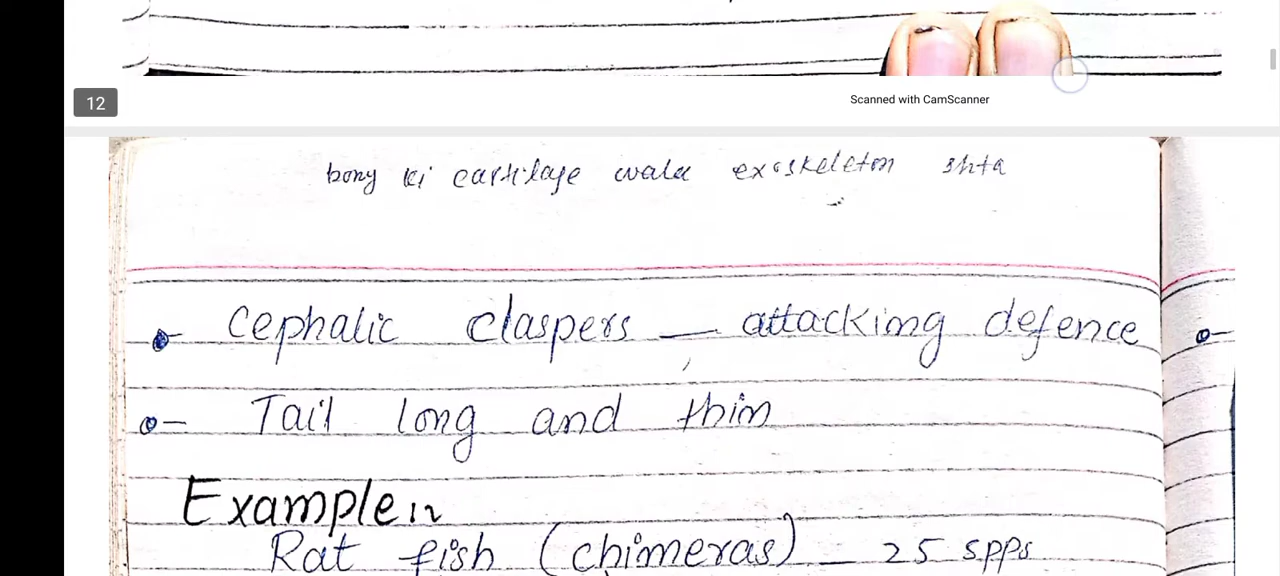 12
Scanned with CamScanner
bony ki cartilage wala exoskeleton shta
Cephalic claspers — attacking defence
Tail long and thin
Example:~
Rat fish (chimeras) — 25 spps